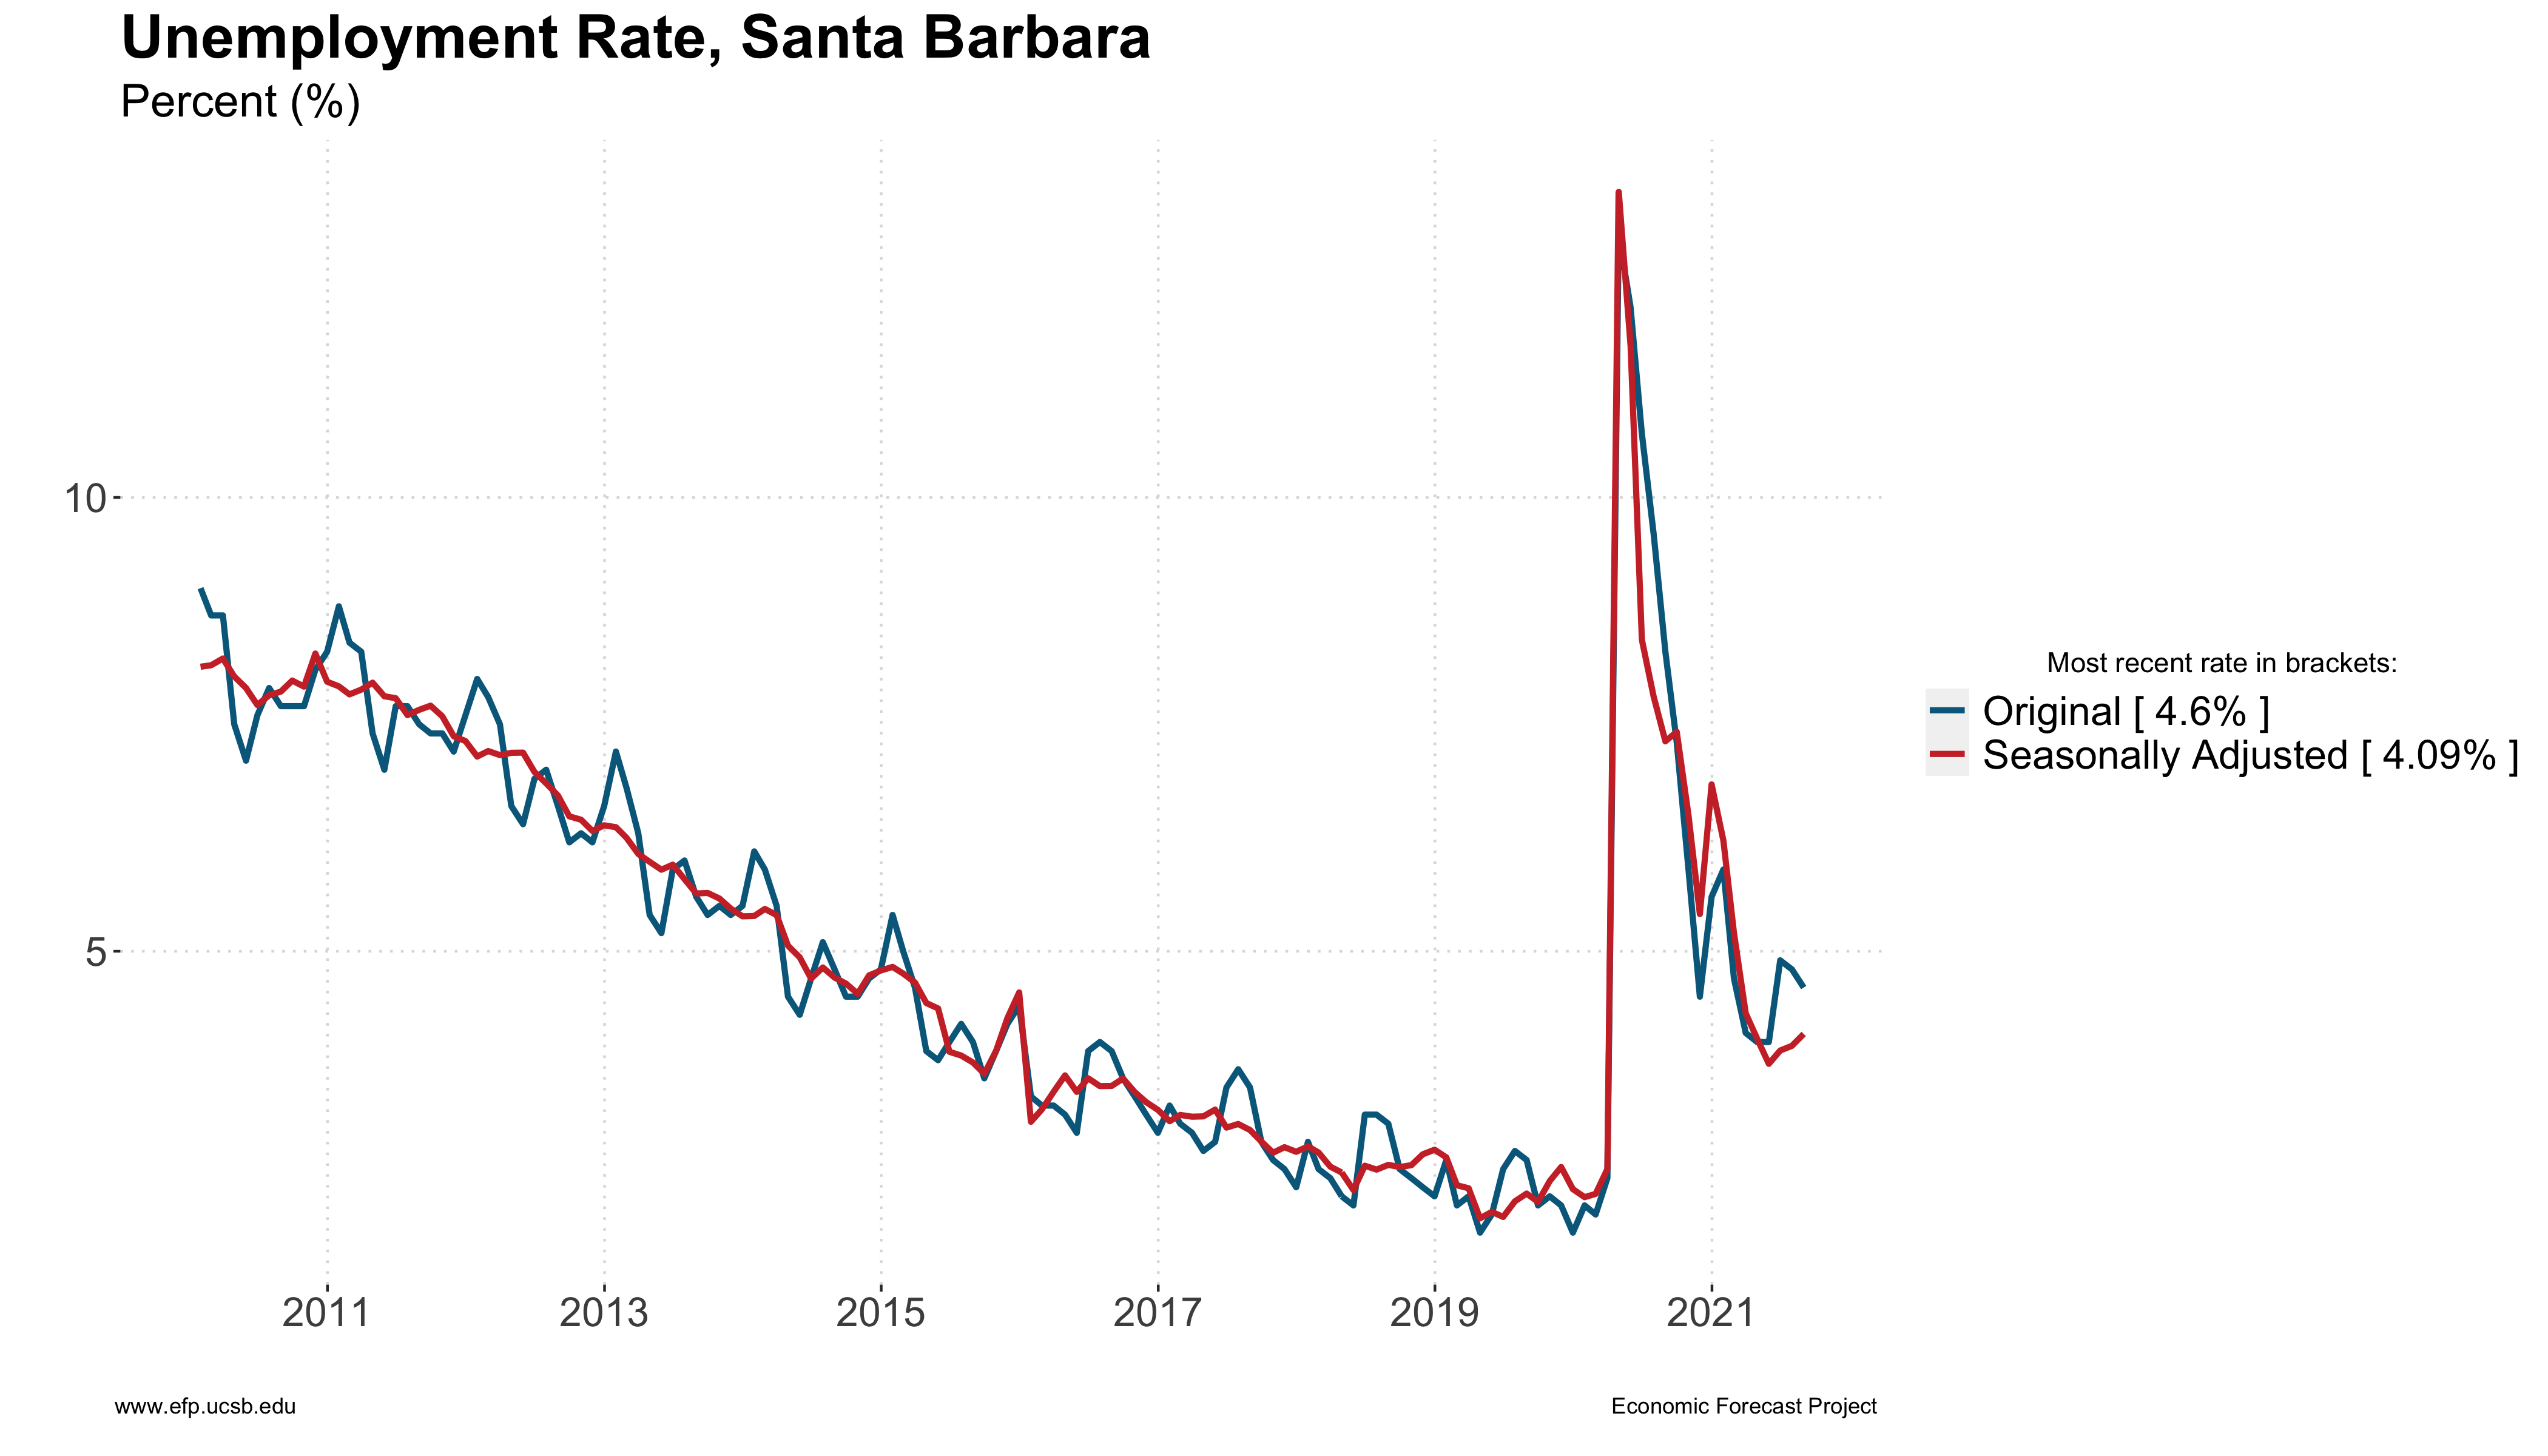 Unemployment Rate, Santa Barbara
Percent (%)
10
5
Most recent rate in brackets:
Original [ 4.6% ]
Seasonally Adjusted [ 4.09% ]
2011 2013 2015 2017 2019 2021
www.efp.ucsb.edu Economic Forecast Project